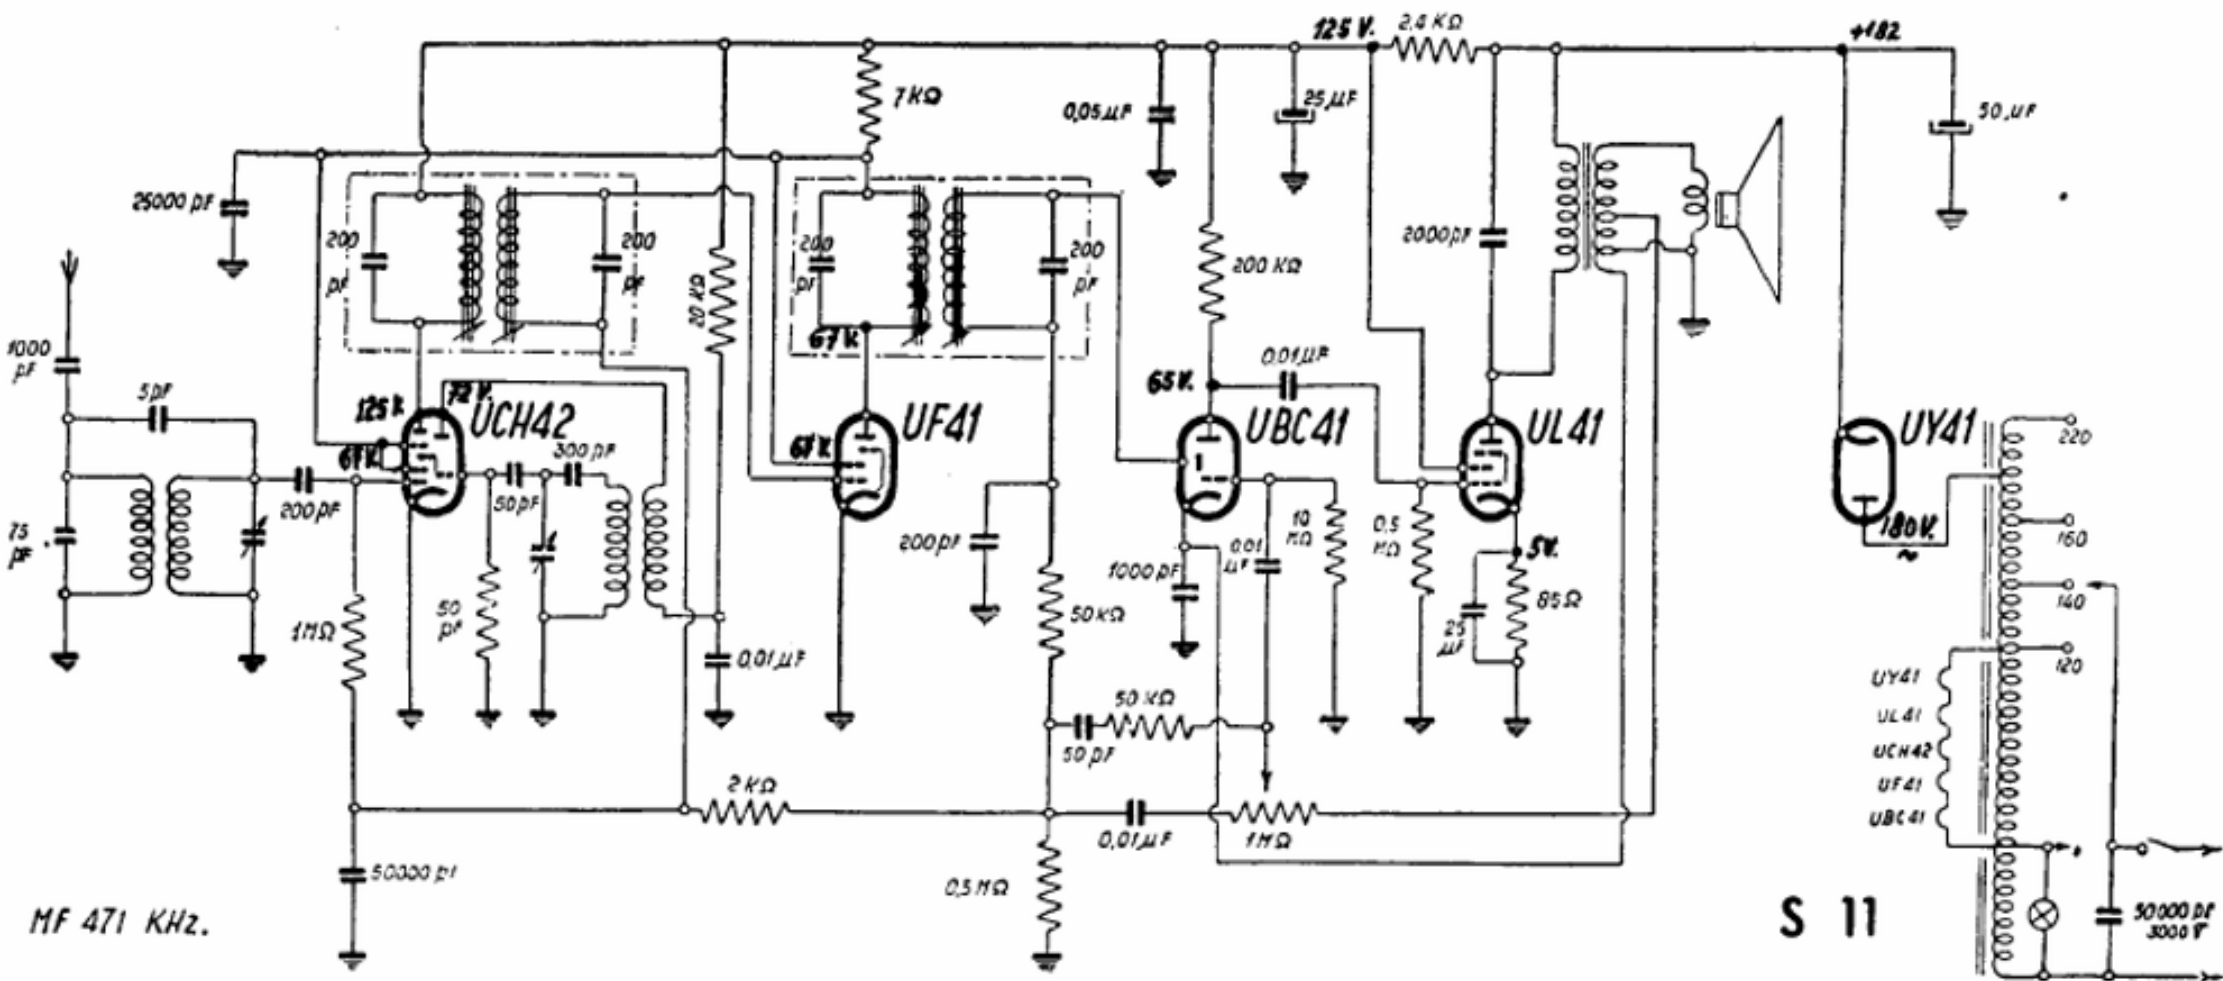 125 V.
2,4 KΩ
+182
7 KΩ
0,05 µF
25 µF
50 µF
25000 pF
200 pF
200 pF
20 KΩ
200 pF
200 pF
200 KΩ
2000 pF
1000 pF
5 pF
125 V.
72 V.
UCH42
67 V.
300 pF
67 V.
UF41
67 V.
65 V.
0,01 µF
UBC41
UL41
UY41
220
75 pF
200 pF
50 pF
200 pF
10 MΩ
0,5 MΩ
5 V.
180 V.
~
160
1 MΩ
50 pF
0,01 µF
50 KΩ
1000 pF
0,01 µF
25 µF
85 Ω
140
120
50 KΩ
50 pF
UY41
UL41
UCH42
UF41
UBC41
2 KΩ
0,01 µF
1 MΩ
50000 pF
0,5 MΩ
MF 471 KHz.
S 11
50000 pF
3000 V